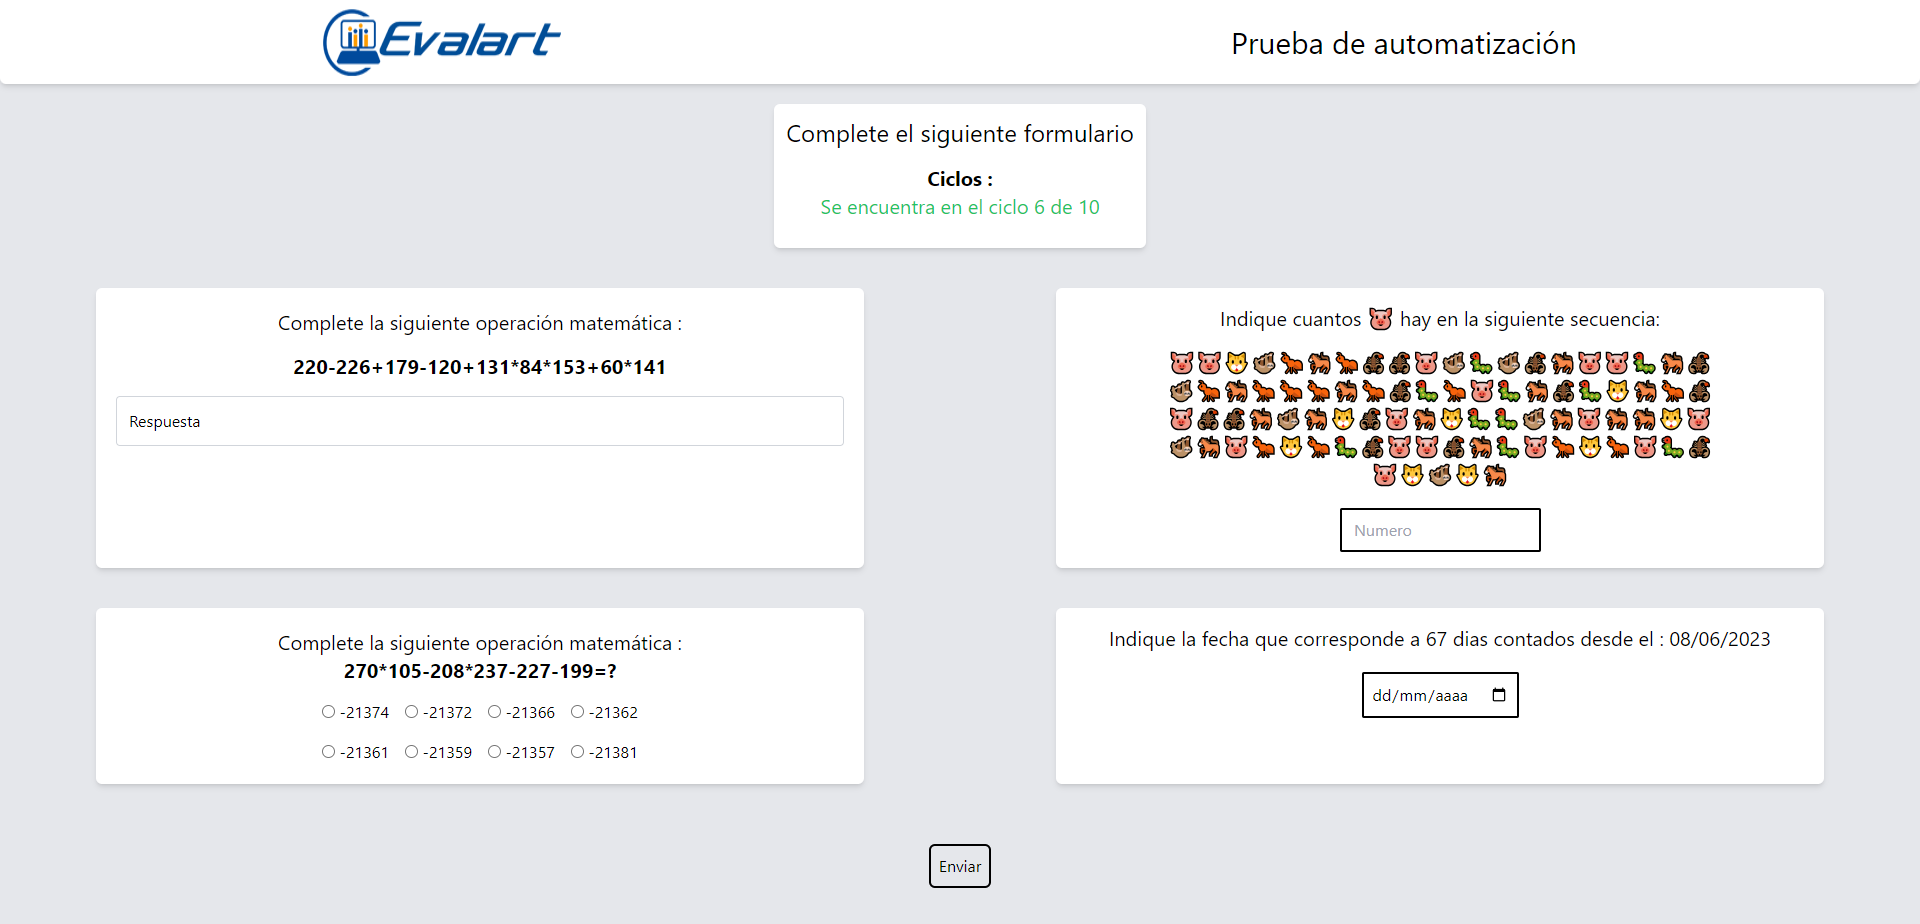 Evalart
Prueba de automatización
Complete el siguiente formulario
Ciclos :
Se encuentra en el ciclo 6 de 10
Complete la siguiente operación matemática :
220-226+179-120+131*84*153+60*141
Respuesta
Indique cuantos 🐷 hay en la siguiente secuencia:
Numero
Complete la siguiente operación matemática :
270*105-208*237-227-199=?
-21374 -21372 -21366 -21362
-21361 -21359 -21357 -21381
Indique la fecha que corresponde a 67 dias contados desde el : 08/06/2023
dd/mm/aaaa
Enviar